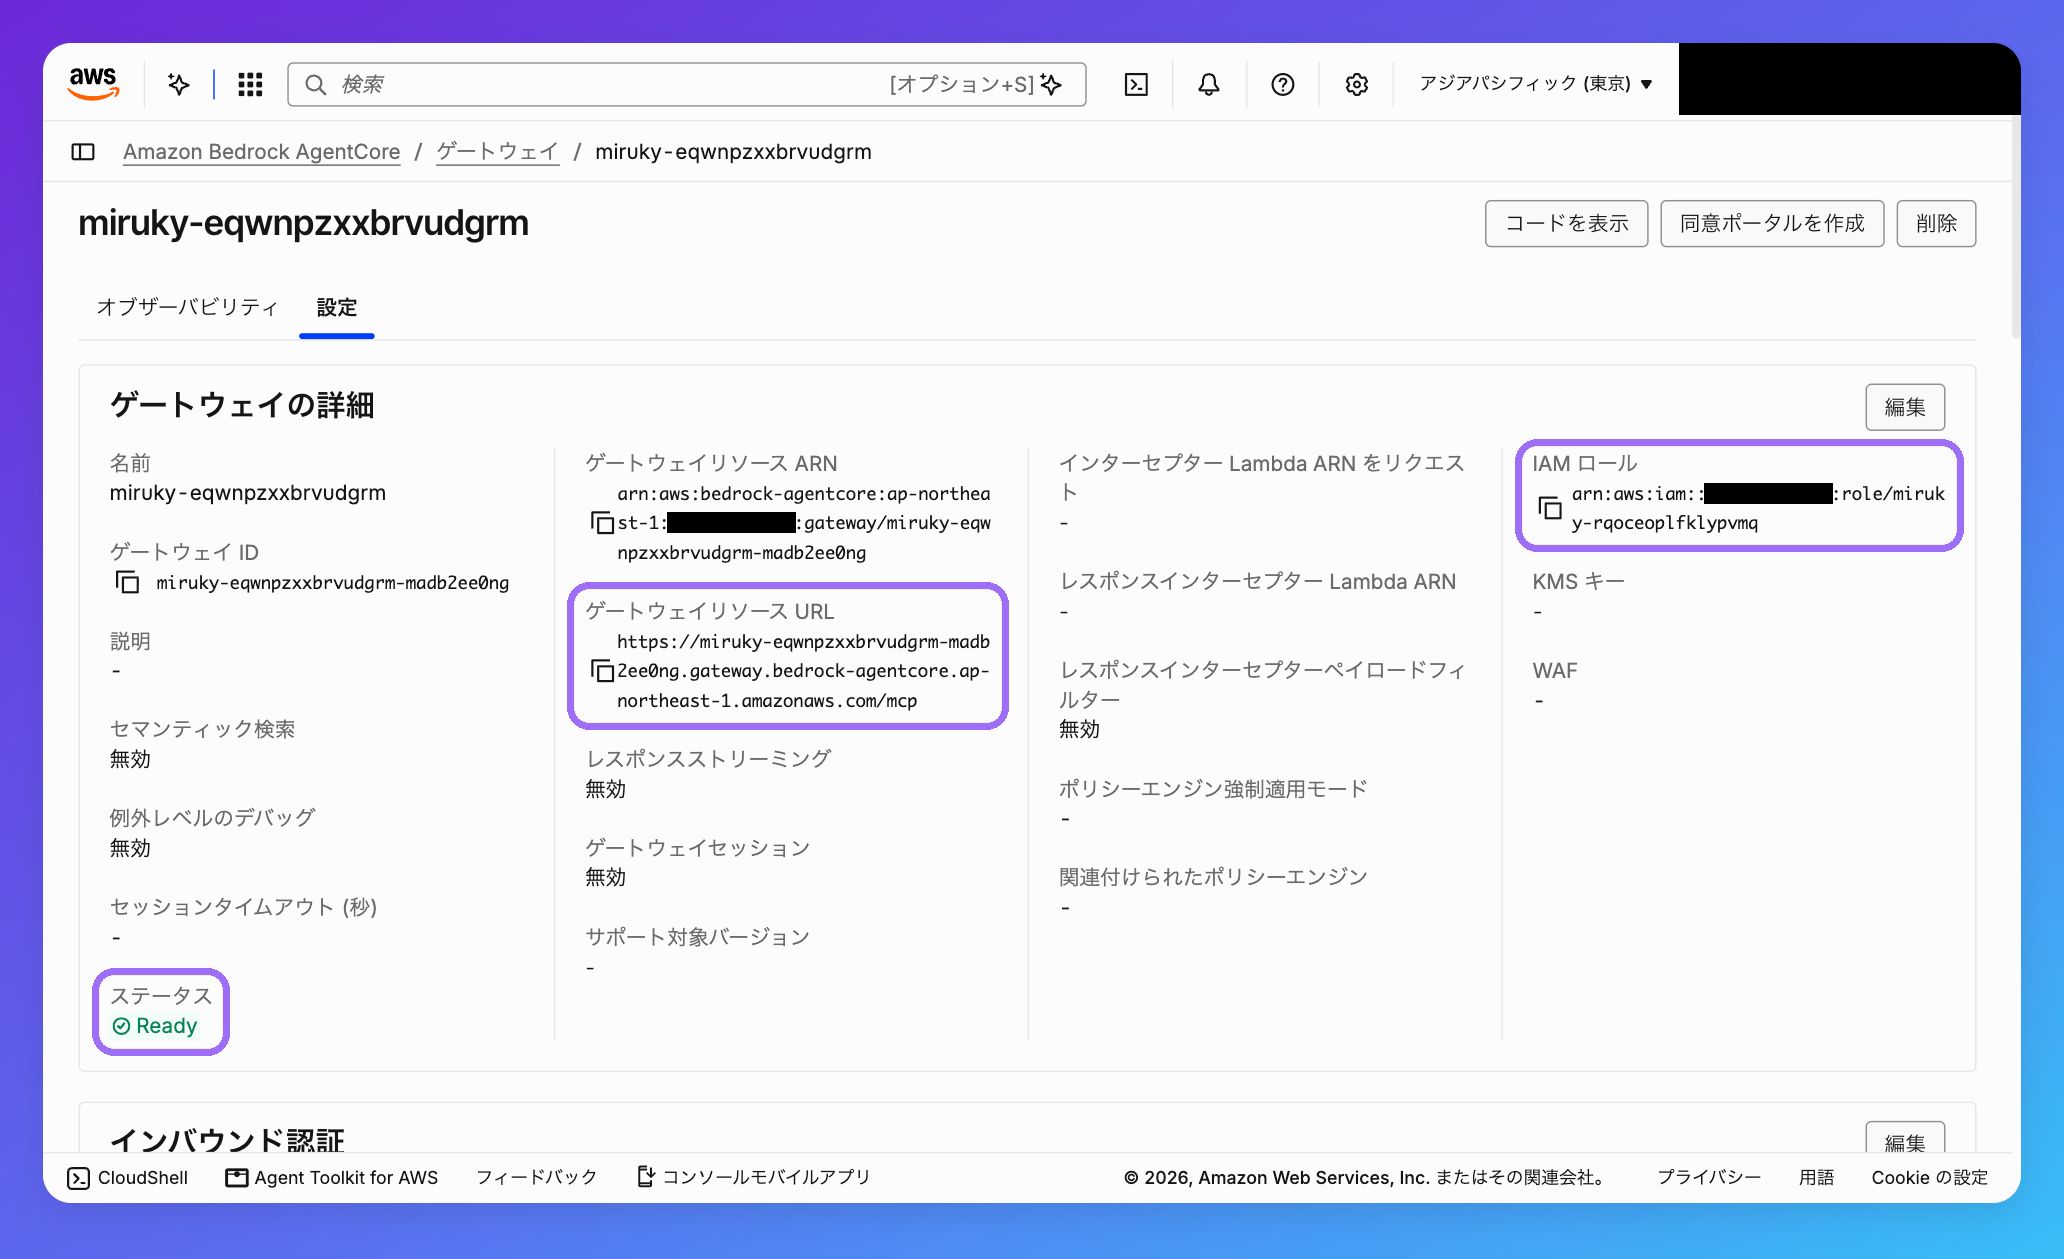 aws
検索
[オプション+S]
アジアパシフィック (東京) ▼
Amazon Bedrock AgentCore / ゲートウェイ / miruky-eqwnpzxxbrvudgrm
miruky-eqwnpzxxbrvudgrm
コードを表示
同意ポータルを作成
削除
オブザーバビリティ
設定
ゲートウェイの詳細
編集
名前
miruky-eqwnpzxxbrvudgrm
ゲートウェイ ID
miruky-eqwnpzxxbrvudgrm-madb2ee0ng
説明
-
セマンティック検索
無効
例外レベルのデバッグ
無効
セッションタイムアウト (秒)
-
ステータス
Ready
ゲートウェイリソース ARN
arn:aws:bedrock-agentcore:ap-northea
st-1:
:gateway/miruky-eqw
npzxxbrvudgrm-madb2ee0ng
ゲートウェイリソース URL
https://miruky-eqwnpzxxbrvudgrm-madb
2ee0ng.gateway.bedrock-agentcore.ap-
northeast-1.amazonaws.com/mcp
レスポンスストリーミング
無効
ゲートウェイセッション
無効
サポート対象バージョン
-
インターセプター Lambda ARN をリクエス
ト
-
レスポンスインターセプター Lambda ARN
-
レスポンスインターセプターペイロードフィ
ルター
無効
ポリシーエンジン強制適用モード
-
関連付けられたポリシーエンジン
-
IAM ロール
arn:aws:iam::
:role/miruk
y-rqoceoplfklypvmq
KMS キー
-
WAF
-
インバウンド認証
編集
CloudShell
Agent Toolkit for AWS
フィードバック
コンソールモバイルアプリ
© 2026, Amazon Web Services, Inc. またはその関連会社。
プライバシー
用語
Cookie の設定